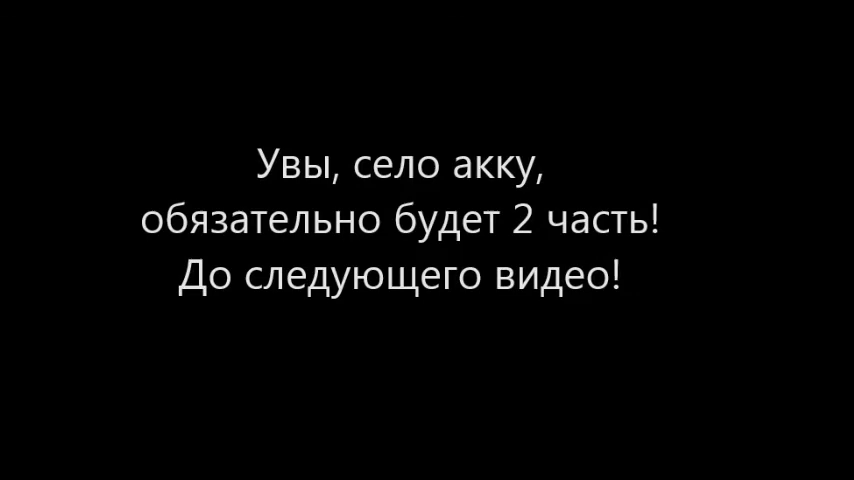 Увы, село акку,
обязательно будет 2 часть!
До следующего видео!